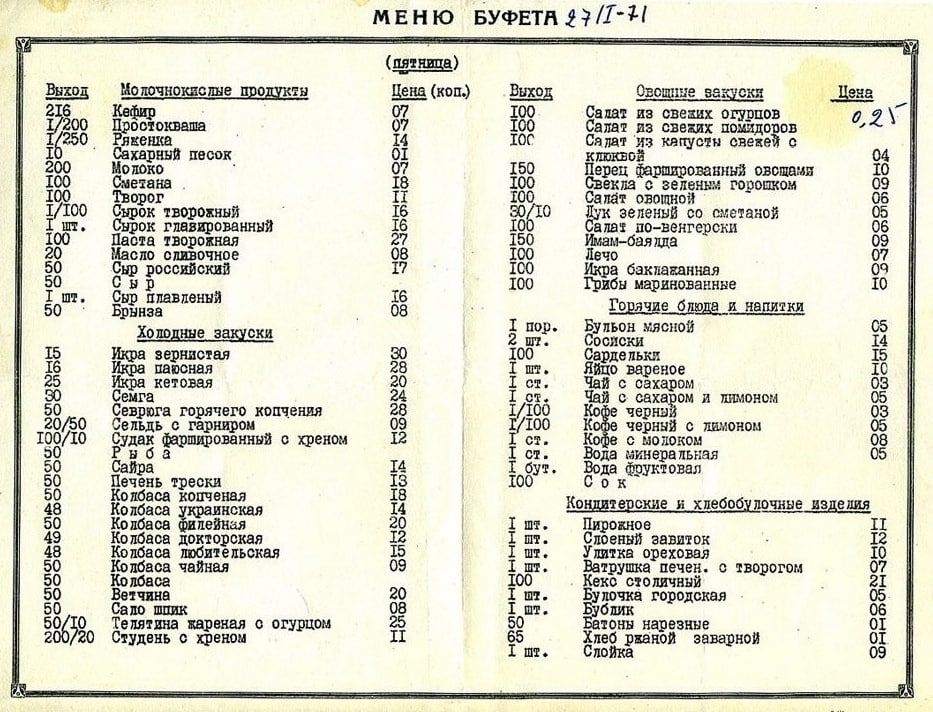 МЕНЮ БУФЕТА 27/I-71
(пятница)
Выход Молочнокислые продукты Цена (коп.)
216 Кефир 07
I/200 Простокваша 07
I/250 Ряженка I4
I0 Сахарный песок 0I
200 Молоко 07
I00 Сметана I8
I00 Творог II
I/I00 Сырок творожный I6
I шт. Сырок глазированный I6
I00 Паста творожная 27
20 Масло сливочное 08
50 Сыр российский I7
50 С ы р
I шт. Сыр плавленый I6
50 Брынза 08
Холодные закуски
I5 Икра зернистая 30
I6 Икра паюсная 28
25 Икра кетовая 20
30 Семга 24
50 Севрюга горячего копчения 28
20/50 Сельдь с гарниром 09
I00/I0 Судак фаршированный с хреном I2
50 Р ы б а
50 Сайра I4
50 Печень трески I3
50 Колбаса копченая I8
48 Колбаса украинская I4
50 Колбаса филейная 20
49 Колбаса докторская I2
48 Колбаса любительская I5
50 Колбаса чайная 09
50 Колбаса
50 Ветчина 20
50 Сало шпик 08
50/I0 Телятина жареная с огурцом 25
200/20 Студень с хреном II
Выход Овощные закуски Цена
I00 Салат из свежих огурцов 0,25
I00 Салат из свежих помидоров
I00 Салат из капусты свежей с
клюквой 04
I50 Перец фаршированный овощами I0
I00 Свекла с зеленым горошком 09
I00 Салат овощной 06
30/I0 Лук зеленый со сметаной 05
I00 Салат по-венгерски 06
I50 Имам-баялда 09
I00 Лечо 07
I00 Икра баклажанная 09
I00 Грибы маринованные I0
Горячие блюда и напитки
I пор. Бульон мясной 05
2 шт. Сосиски I4
I00 Сардельки I5
I шт. Яйцо вареное I0
I ст. Чай с сахаром 03
I ст. Чай с сахаром и лимоном 05
I/I00 Кофе черный 03
I/I00 Кофе черный с лимоном 05
I ст. Кофе с молоком 08
I ст. Вода минеральная 05
I бут. Вода фруктовая
I00 С о к
Кондитерские и хлебобулочные изделия
I шт. Пирожное II
I шт. Слоеный завиток I2
I шт. Улитка ореховая I0
I шт. Ватрушка печен. с творогом 07
I00 Кекс столичный 2I
I шт. Булочка городская 05
I шт. Бублик 06
50 Батоны нарезные 0I
65 Хлеб ржаной заварной 0I
I шт. Слойка 09